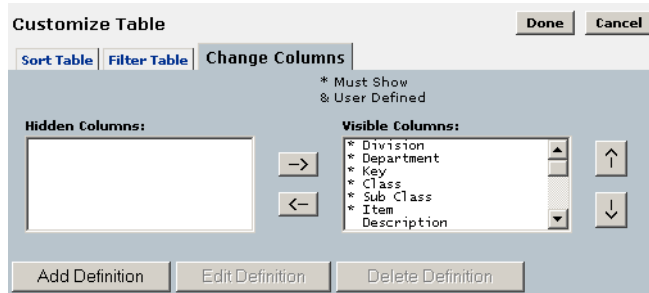 Customize Table
Done Cancel
Sort Table Filter Table Change Columns
* Must Show
& User Defined
Hidden Columns: Visible Columns:
* Division
* Department
* Key
* Class
* Sub Class
* Item
Description
-> 
<-
Add Definition Edit Definition Delete Definition